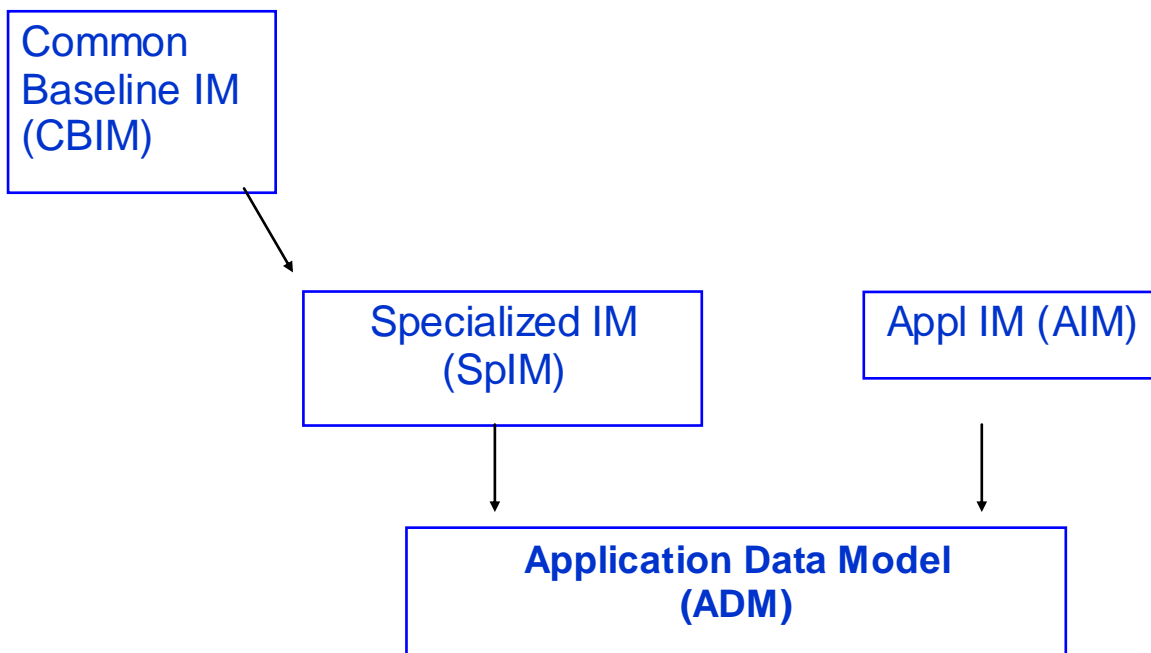 Common
Baseline IM
(CBIM)
Specialized IM
(SpIM)
Appl IM (AIM)
Application Data Model
(ADM)